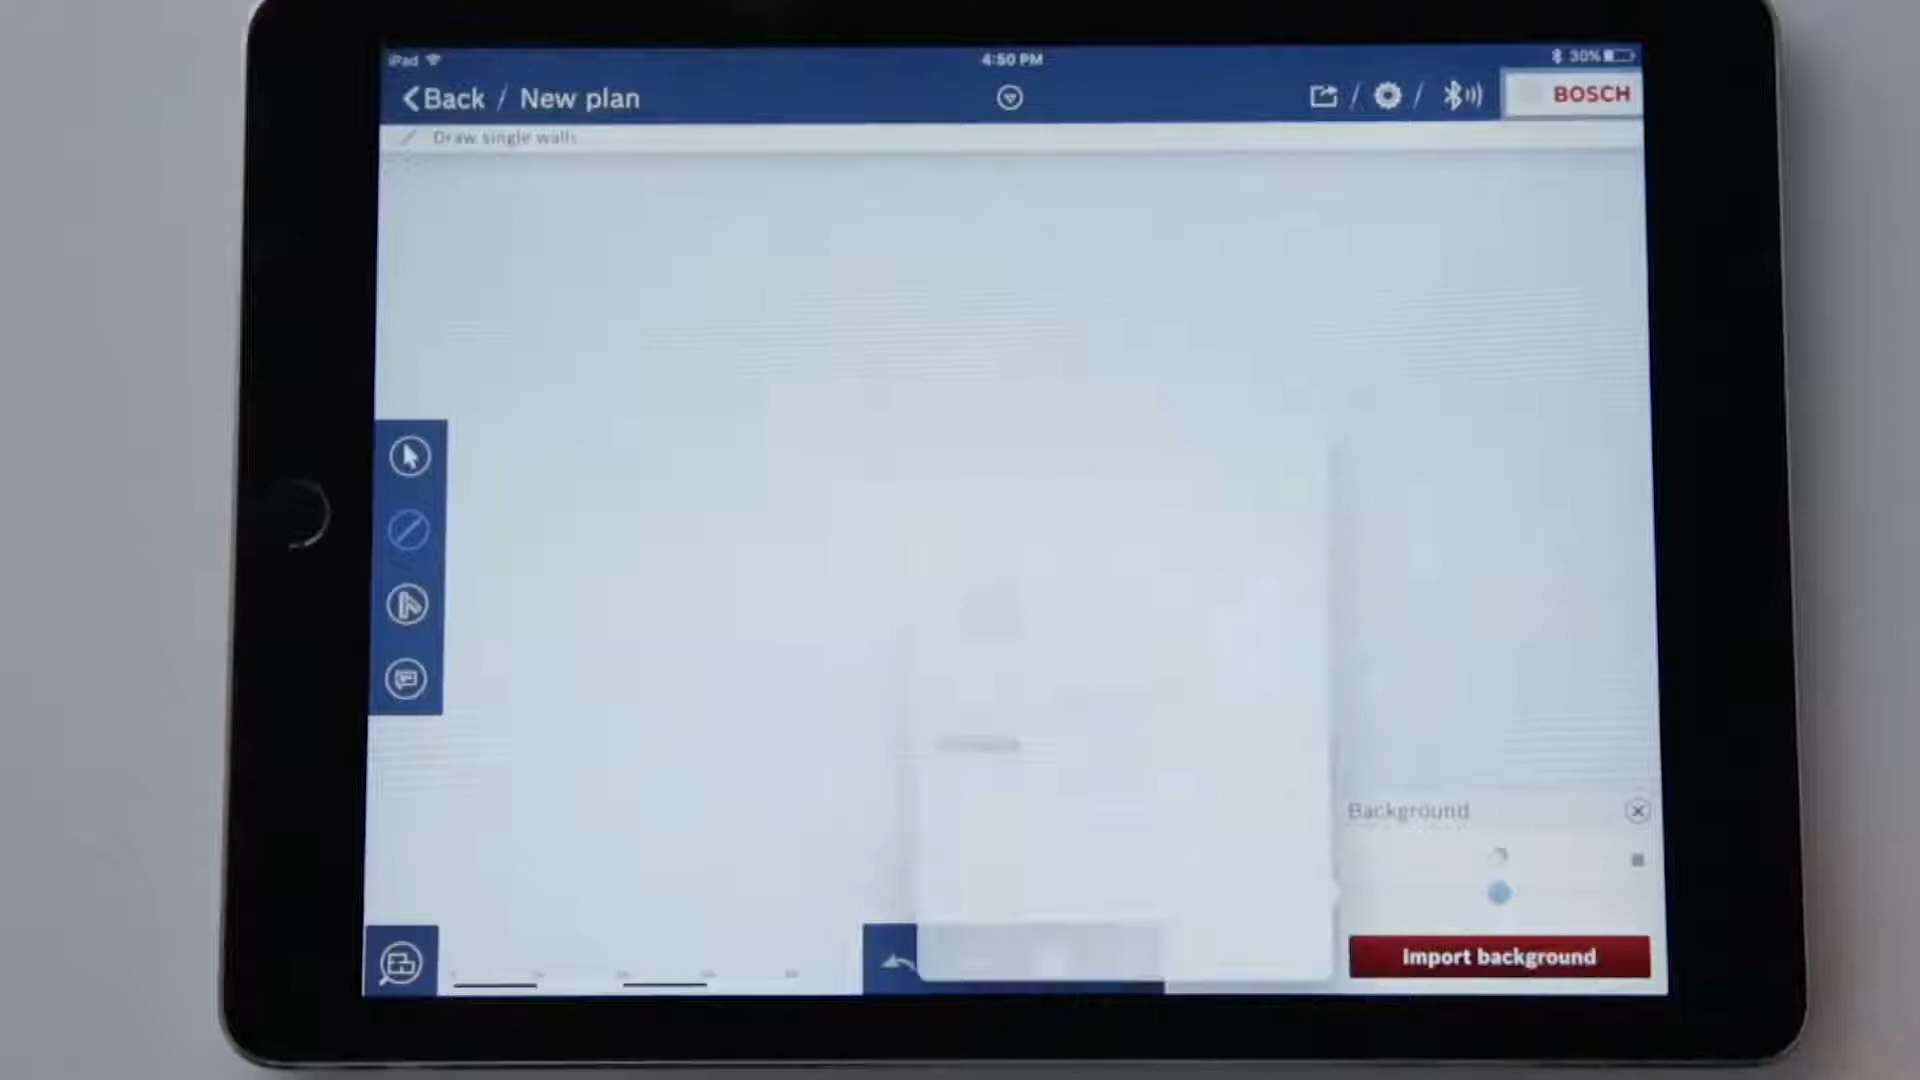 iPad
4:50 PM
30%
Back / New plan
BOSCH
Draw single walls
Background
Import background